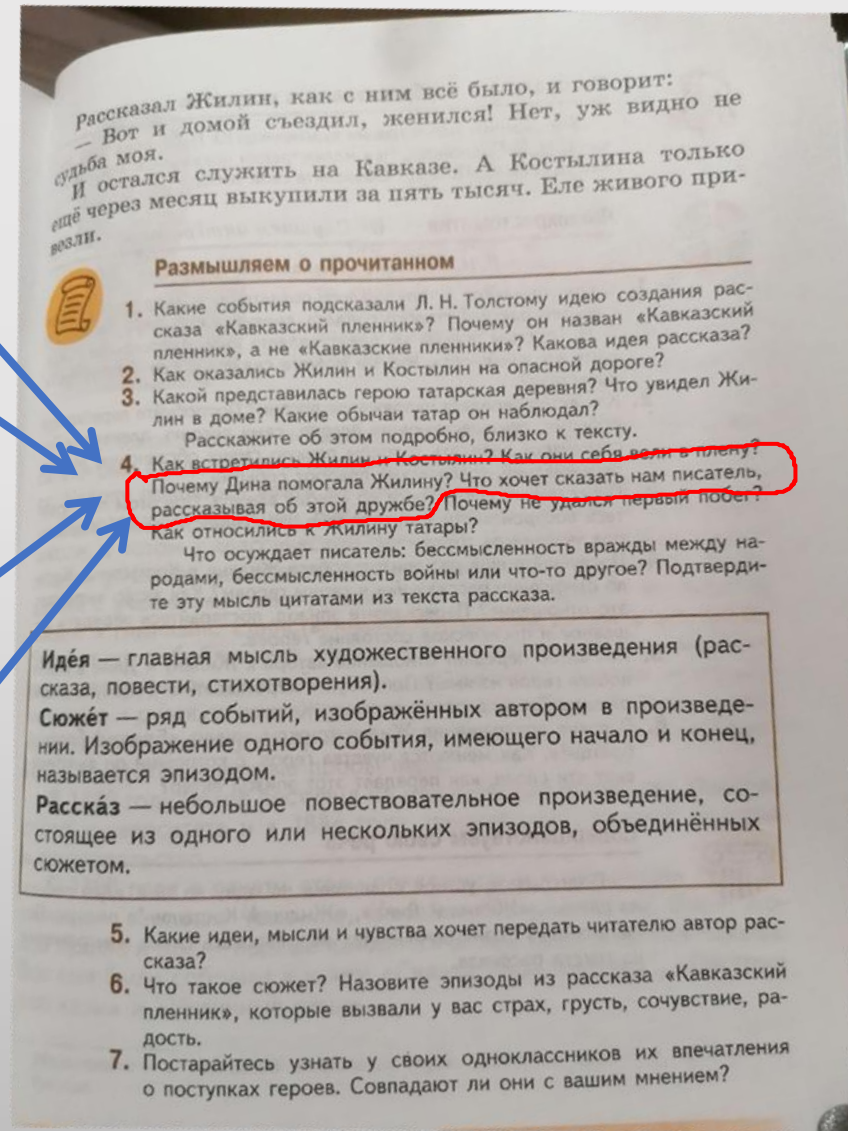 Рассказал Жилин, как с ним всё было, и говорит:
— Вот и домой съездил, женился! Нет, уж видно не
судьба моя.
И остался служить на Кавказе. А Костылина только
ещё через месяц выкупили за пять тысяч. Еле живого при-
везли.
Размышляем о прочитанном
1. Какие события подсказали Л. Н. Толстому идею создания рас-
сказа «Кавказский пленник»? Почему он назван «Кавказский
пленник», а не «Кавказские пленники»? Какова идея рассказа?
2. Как оказались Жилин и Костылин на опасной дороге?
3. Какой представилась герою татарская деревня? Что увидел Жи-
лин в доме? Какие обычаи татар он наблюдал?
Расскажите об этом подробно, близко к тексту.
4. Как встретились Жилин и Костылин? Как они себя вели в плену?
Почему Дина помогала Жилину? Что хочет сказать нам писатель,
рассказывая об этой дружбе? Почему не удался первый побег?
Как относились к Жилину татары?
Что осуждает писатель: бессмысленность вражды между на-
родами, бессмысленность войны или что-то другое? Подтверди-
те эту мысль цитатами из текста рассказа.
Иде́я — главная мысль художественного произведения (рас-
сказа, повести, стихотворения).
Сюже́т — ряд событий, изображённых автором в произведе-
нии. Изображение одного события, имеющего начало и конец,
называется эпизодом.
Расска́з — небольшое повествовательное произведение, со-
стоящее из одного или нескольких эпизодов, объединённых
сюжетом.
5. Какие идеи, мысли и чувства хочет передать читателю автор рас-
сказа?
6. Что такое сюжет? Назовите эпизоды из рассказа «Кавказский
пленник», которые вызвали у вас страх, грусть, сочувствие, ра-
дость.
7. Постарайтесь узнать у своих одноклассников их впечатления
о поступках героев. Совпадают ли они с вашим мнением?